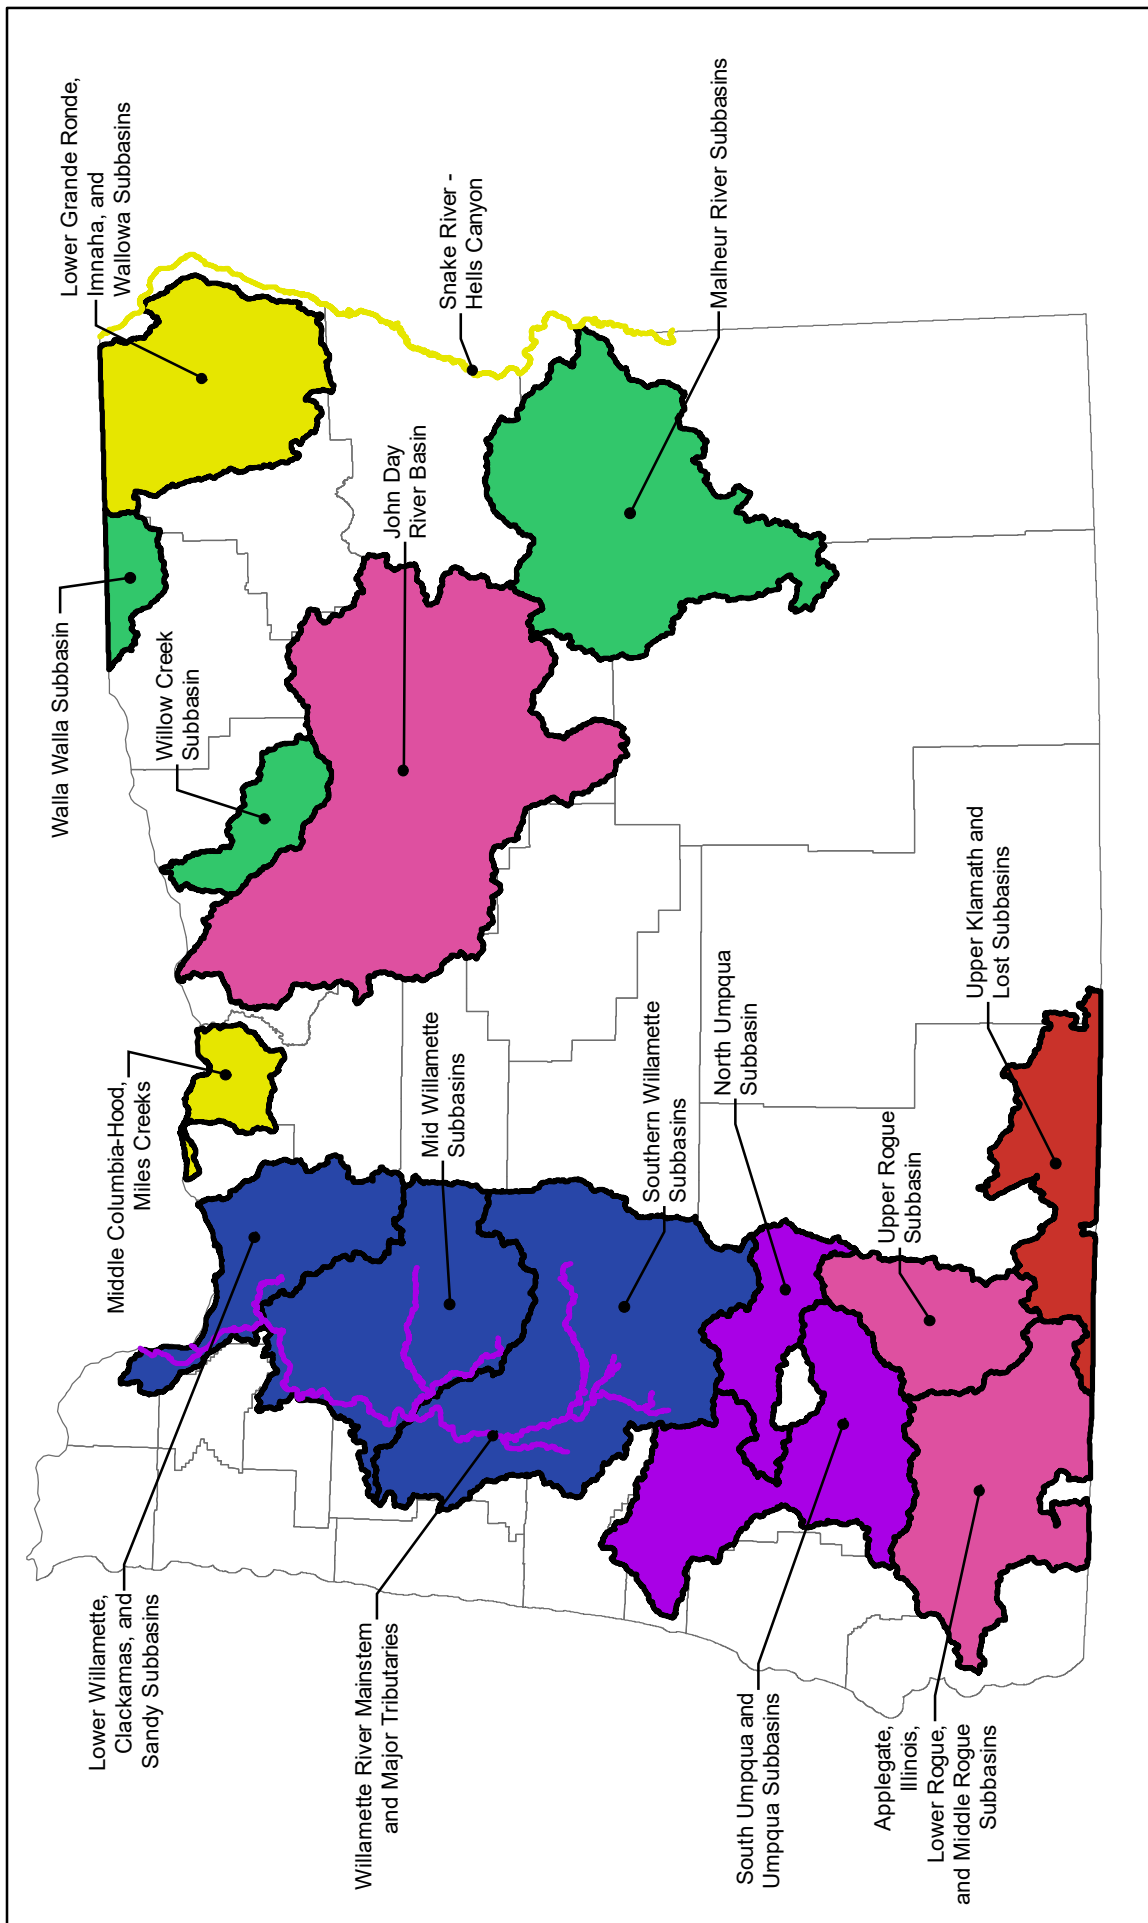 Lower Grande Ronde,
Imnaha, and
Wallowa Subbasins
Walla Walla Subbasin
Snake River -
Hells Canyon
Willow Creek
Subbasin
John Day
River Basin
Malheur River Subbasins
Middle Columbia-Hood,
Miles Creeks
Mid Willamette
Subbasins
Southern Willamette
Subbasins
North Umpqua
Subbasin
Upper Rogue
Subbasin
Upper Klamath and
Lost Subbasins
Lower Willamette,
Clackamas, and
Sandy Subbasins
Willamette River Mainstem
and Major Tributaries
South Umpqua and
Umpqua Subbasins
Applegate,
Illinois,
Lower Rogue,
and Middle Rogue
Subbasins